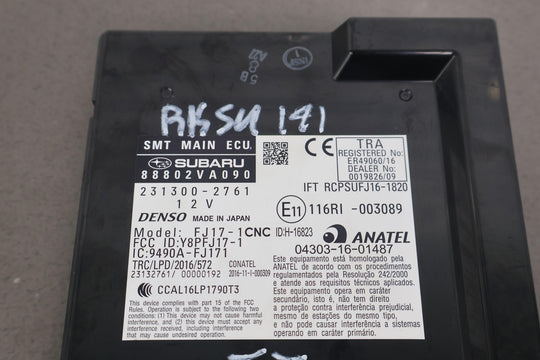 RKSU 191
SMT MAIN ECU.
SUBARU
88802VA090
231300-2761
12V
DENSO MADE IN JAPAN
Model: FJ17-1CNC ID:H-16823
FCC ID:Y8PFJ17-1
IC:949DA-FJ171
TRC/LPD/2016/572 CONATEL
23132761/ 00000192 2016-11-I-000309
CCAL16LP1790T3
This device complies with part 15 of the FCC
Rules. Operation is subject to the following two
conditions: (1) this device may not cause harmful
interference, and (2) this device must accept any
interference received, including interference
that may cause undesired operation.
CE
TRA
REGISTERED No:
ER49060/16
DEALER No:
0019826/09
IFT RCPSUFJ16-1820
E11 116RI -003089
ANATEL
04303-16-01487
Este equipamento está homologado pela
ANATEL de acordo com os procedimentos
regulamentados pela Resolução 242/2000
e atende aos requisitos técnicos aplicados
Este equipamento opera em caráter
secundário, isto é, não tem direito
a proteção contra interferência prejudicial,
mesmo de estações do mesmo tipo,
e não pode causar interferência a sistemas
operando em caráter primário.